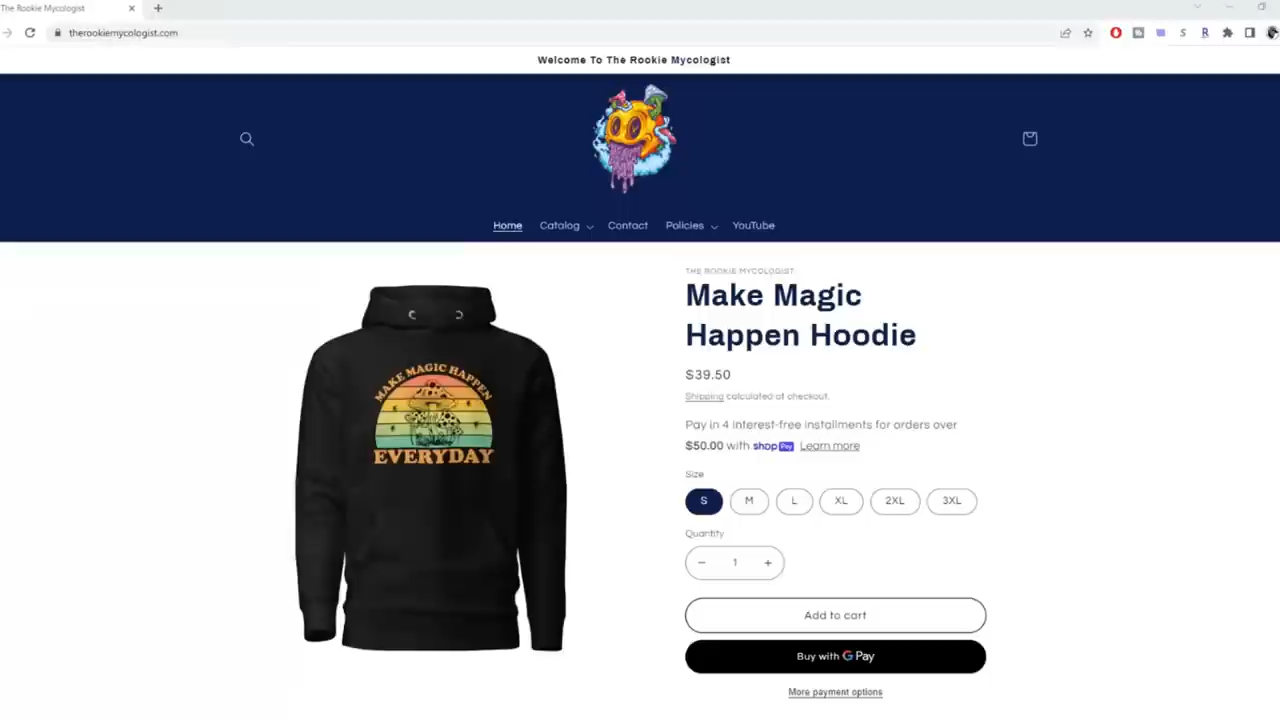 The Rookie Mycologist
therookiemycologist.com
Welcome To The Rookie Mycologist
Home Catalog Contact Policies YouTube
THE ROOKIE MYCOLOGIST
Make Magic
Happen Hoodie
$39.50
Shipping calculated at checkout.
Pay in 4 interest-free installments for orders over
$50.00 with shop Pay Learn more
Size
S M L XL 2XL 3XL
Quantity
− 1 +
Add to cart
Buy with G Pay
More payment options
MAKE MAGIC HAPPEN
EVERYDAY